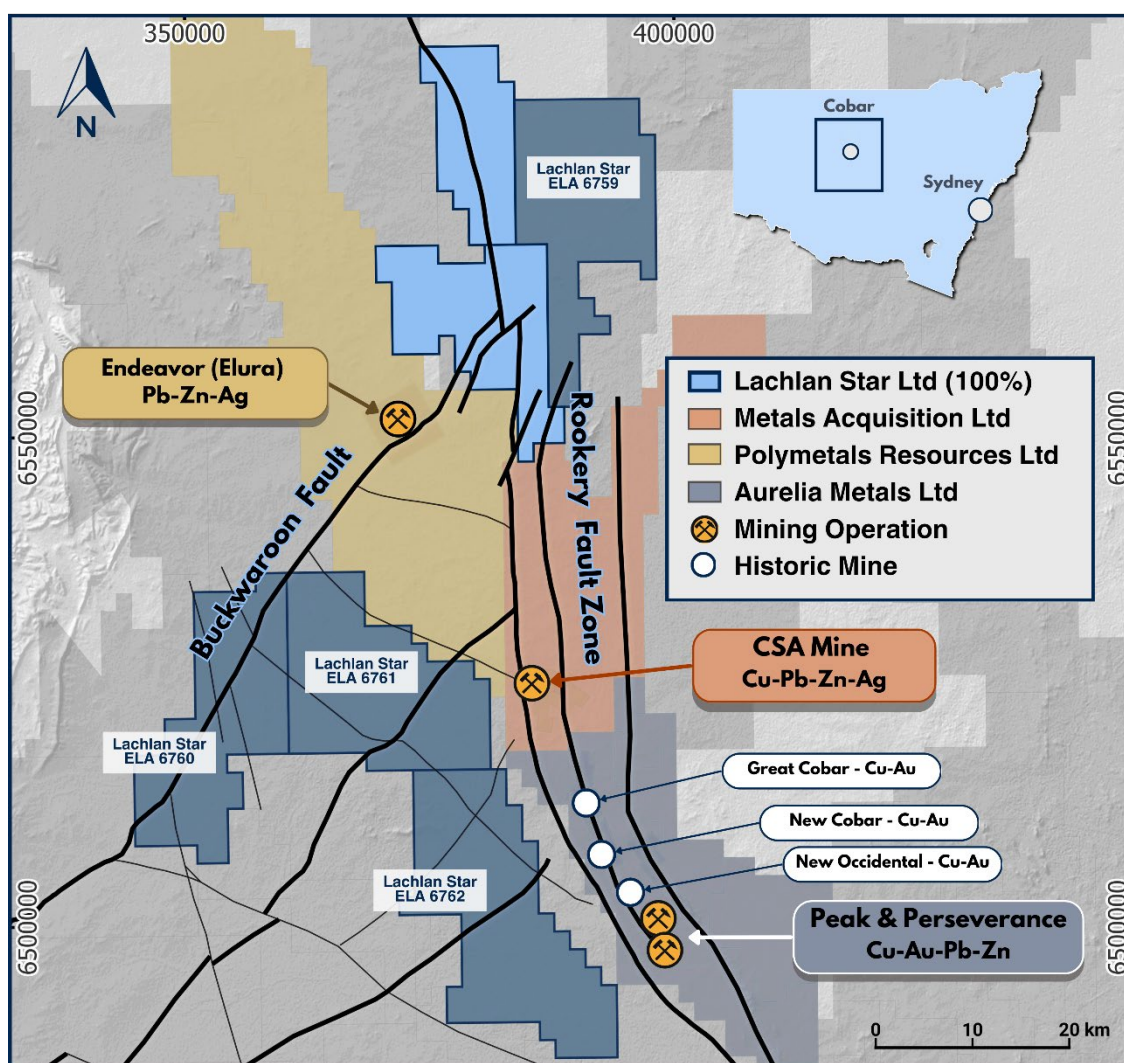 350000
400000
N
Cobar
Sydney
Lachlan Star
ELA 6759
Endeavor (Elura)
Pb-Zn-Ag
Lachlan Star Ltd (100%)
Metals Acquisition Ltd
Polymetals Resources Ltd
Aurelia Metals Ltd
Mining Operation
Historic Mine
6550000
6550000
Buckwaroon Fault
Rookery Fault Zone
CSA Mine
Cu-Pb-Zn-Ag
Lachlan Star
ELA 6761
Lachlan Star
ELA 6760
Great Cobar - Cu-Au
New Cobar - Cu-Au
New Occidental - Cu-Au
Lachlan Star
ELA 6762
Peak & Perseverance
Cu-Au-Pb-Zn
6500000
6500000
0 10 20 km